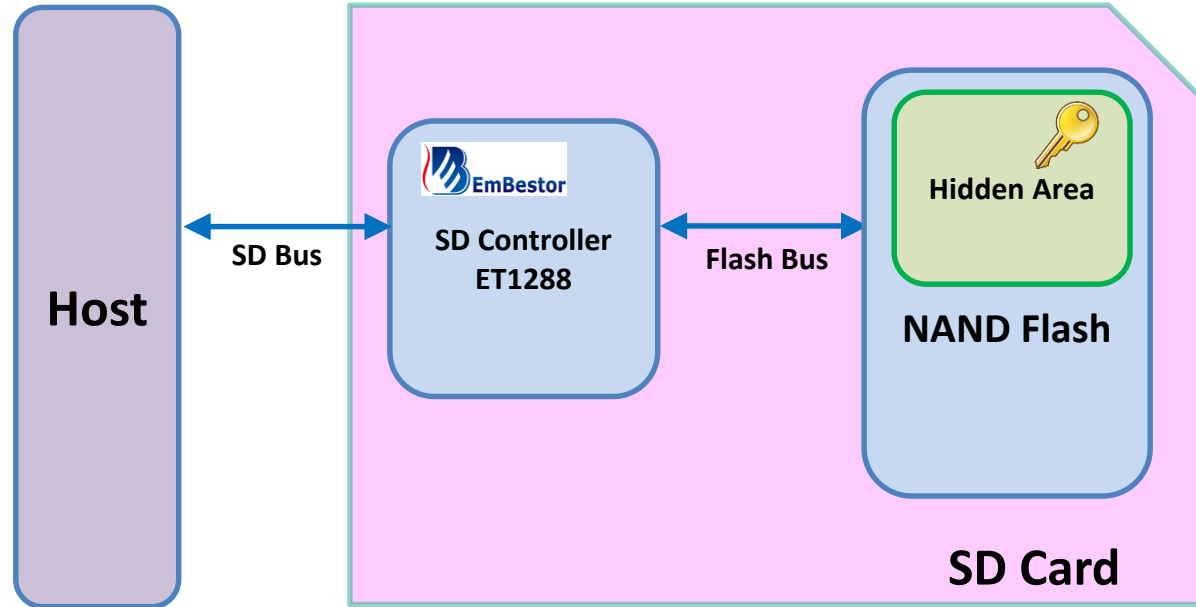 Host
SD Bus
EmBestor
SD Controller
ET1288
Flash Bus
Hidden Area
NAND Flash
SD Card